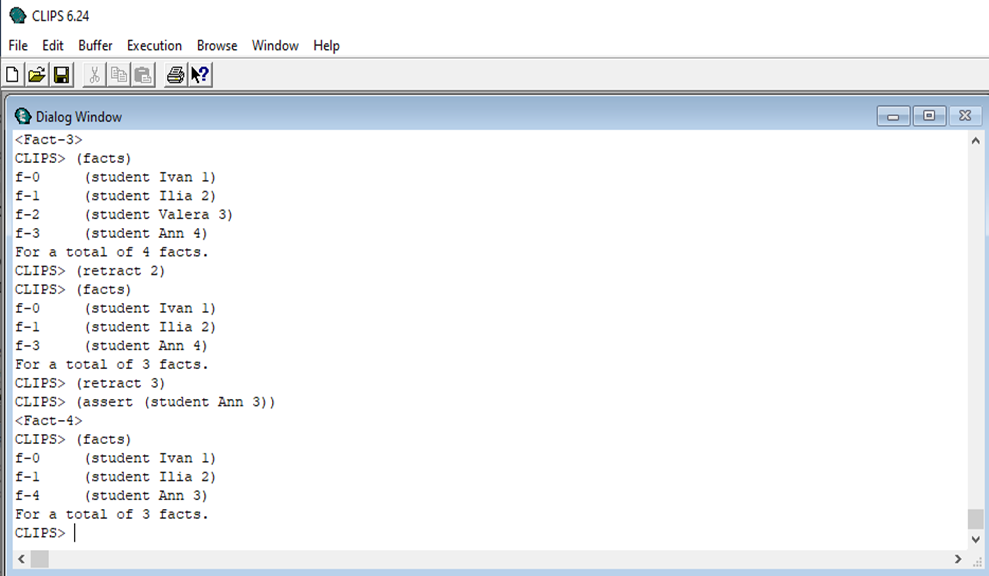 CLIPS 6.24
File Edit Buffer Execution Browse Window Help
Dialog Window
<Fact-3>
CLIPS> (facts)
f-0     (student Ivan 1)
f-1     (student Ilia 2)
f-2     (student Valera 3)
f-3     (student Ann 4)
For a total of 4 facts.
CLIPS> (retract 2)
CLIPS> (facts)
f-0     (student Ivan 1)
f-1     (student Ilia 2)
f-3     (student Ann 4)
For a total of 3 facts.
CLIPS> (retract 3)
CLIPS> (assert (student Ann 3))
<Fact-4>
CLIPS> (facts)
f-0     (student Ivan 1)
f-1     (student Ilia 2)
f-4     (student Ann 3)
For a total of 3 facts.
CLIPS>